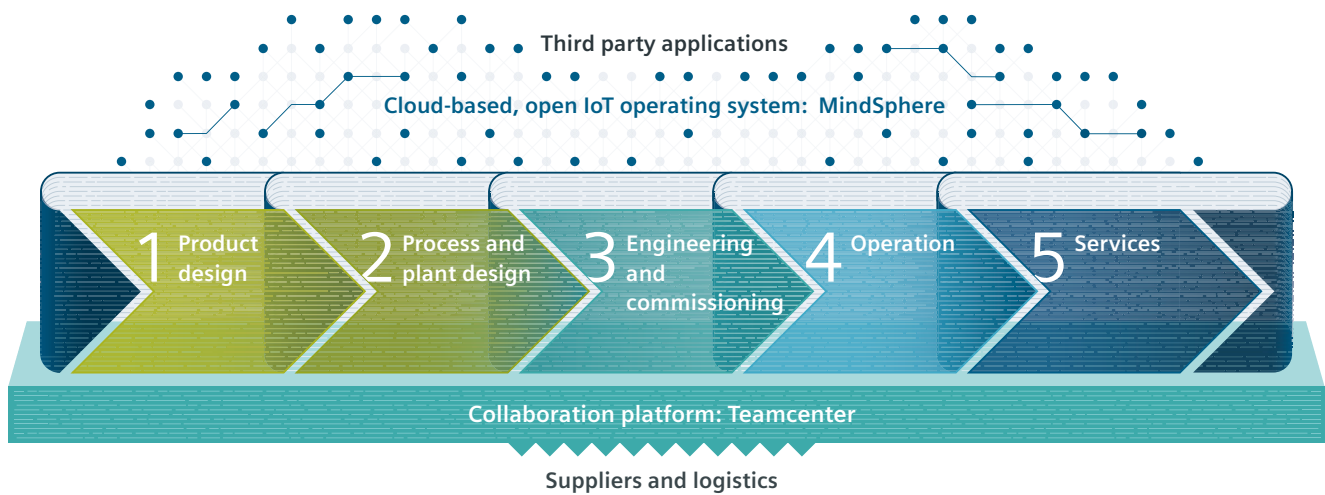 Third party applications
Cloud-based, open IoT operating system: MindSphere
1 Product
design
2 Process and
plant design
3 Engineering
and
commissioning
4 Operation
5 Services
Collaboration platform: Teamcenter
Suppliers and logistics